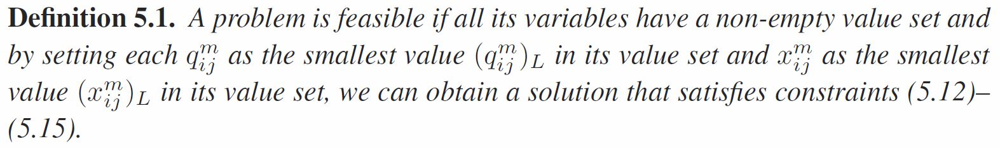 Definition 5.1. A problem is feasible if all its variables have a non-empty value set and
by setting each $q_{ij}^{m}$ as the smallest value $(q_{ij}^{m})_L$ in its value set and $x_{ij}^{m}$ as the smallest
value $(x_{ij}^{m})_L$ in its value set, we can obtain a solution that satisfies constraints (5.12)–
(5.15).